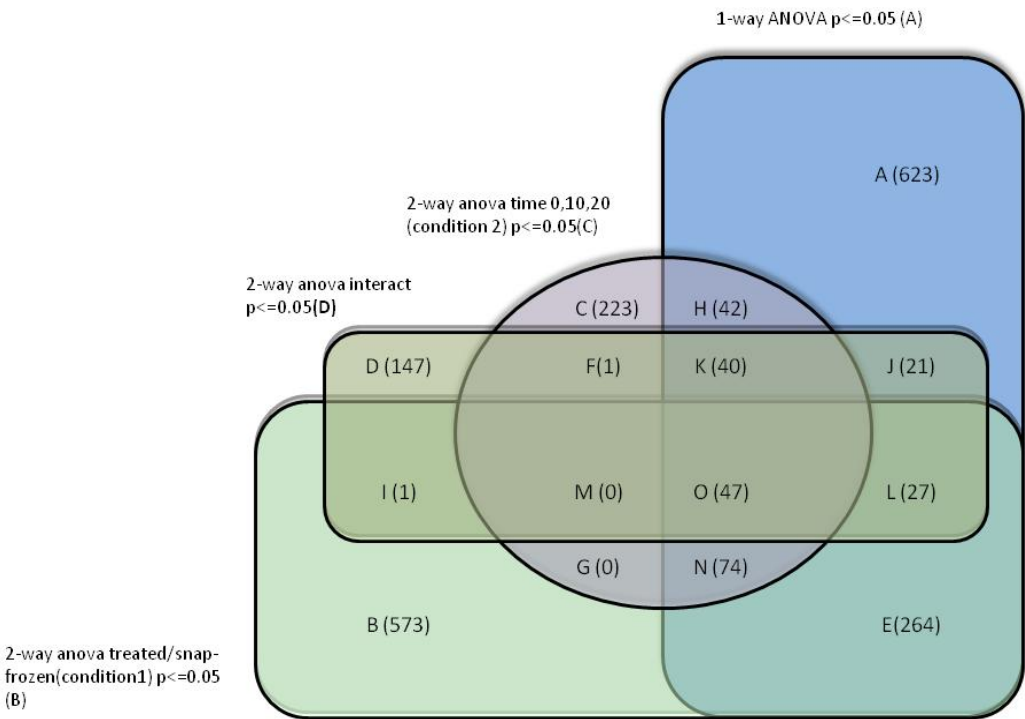 1-way ANOVA p<=0.05 (A)
A (623)
2-way anova time 0,10,20
(condition 2) p<=0.05(C)
2-way anova interact
p<=0.05(D)
C (223)
H (42)
D (147)
F(1)
K (40)
J (21)
I (1)
M (0)
O (47)
L (27)
G (0)
N (74)
B (573)
E(264)
2-way anova treated/snap-
frozen(condition1) p<=0.05
(B)